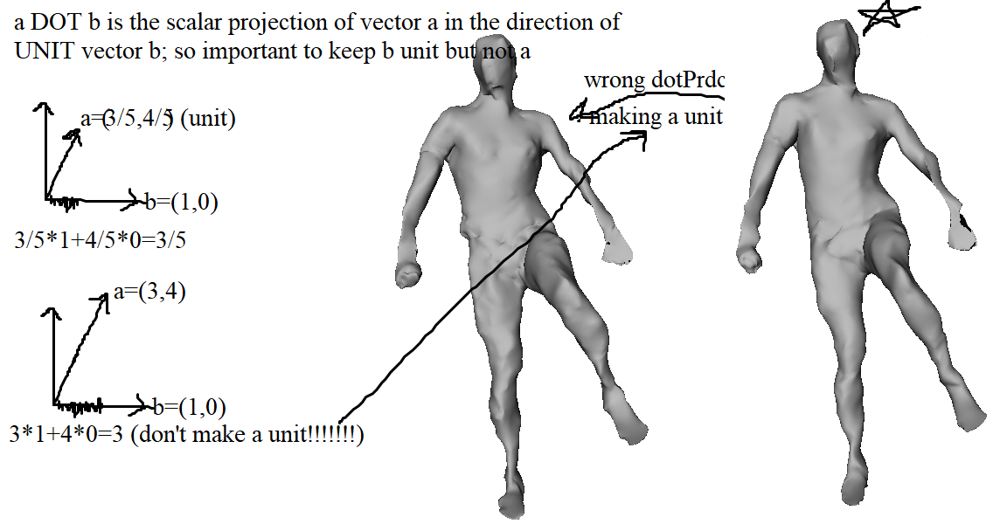 a DOT b is the scalar projection of vector a in the direction of
UNIT vector b; so important to keep b unit but not a
wrong dotPrdc
making a unit
a=(3/5,4/5) (unit)
b=(1,0)
3/5*1+4/5*0=3/5
a=(3,4)
b=(1,0)
3*1+4*0=3 (don't make a unit!!!!!!!)